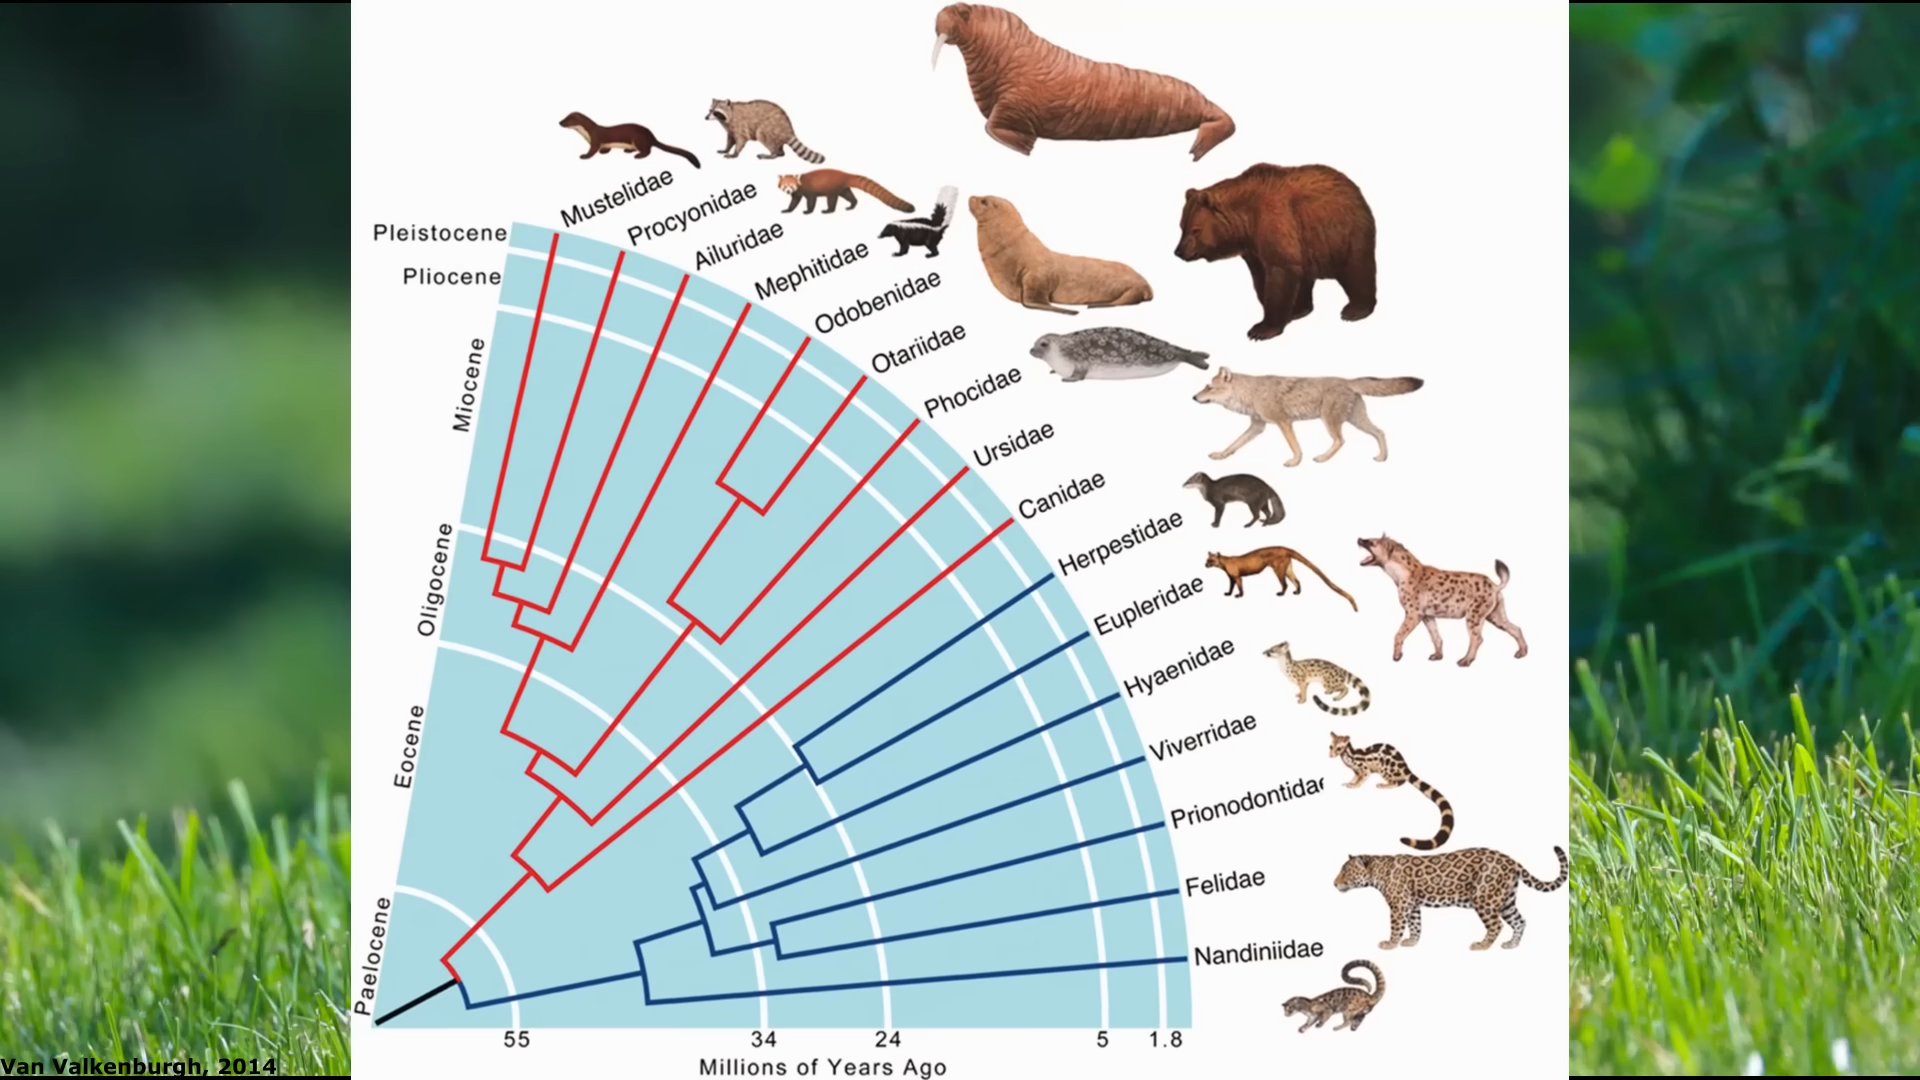 Mustelidae
Procyonidae
Ailuridae
Mephitidae
Odobenidae
Otariidae
Phocidae
Ursidae
Canidae
Herpestidae
Eupleridae
Hyaenidae
Viverridae
Prionodontidae
Felidae
Nandiniidae
Pleistocene
Pliocene
Miocene
Oligocene
Eocene
Paelocene
55 34 24 5 1.8
Millions of Years Ago
Van Valkenburgh, 2014